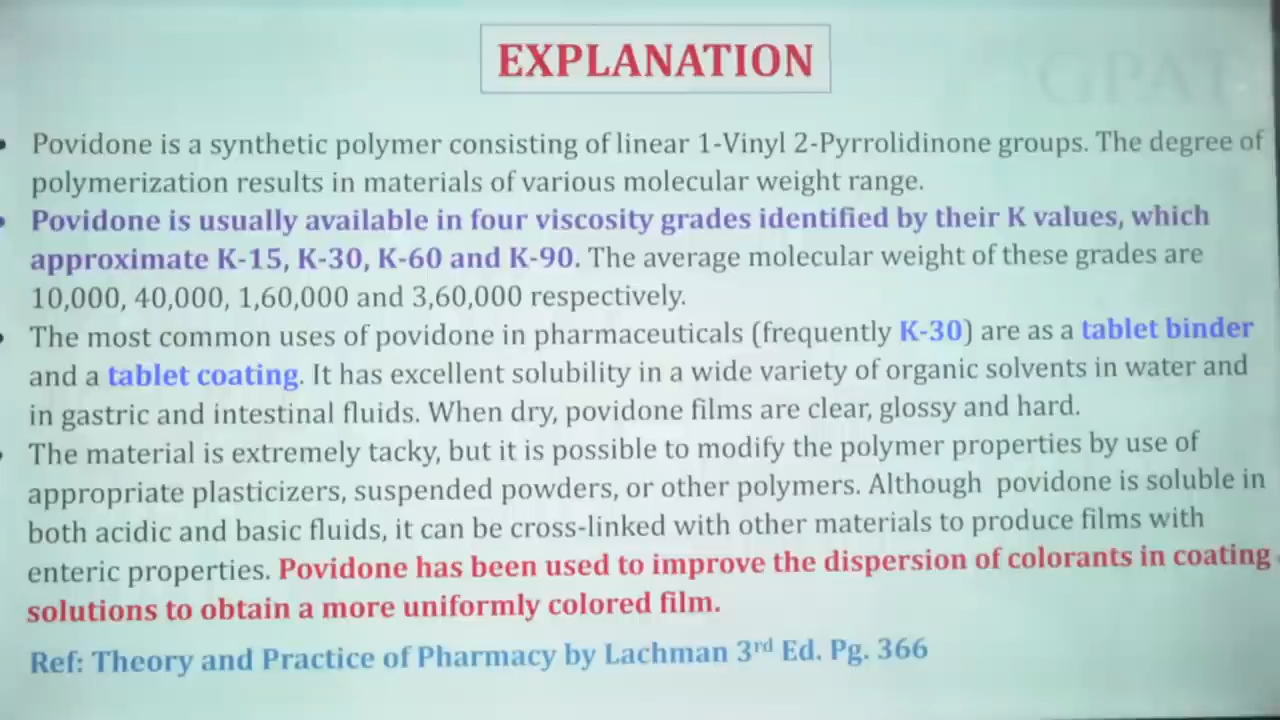 EXPLANATION
GPAT
Povidone is a synthetic polymer consisting of linear 1-Vinyl 2-Pyrrolidinone groups. The degree of
polymerization results in materials of various molecular weight range.
Povidone is usually available in four viscosity grades identified by their K values, which
approximate K-15, K-30, K-60 and K-90. The average molecular weight of these grades are
10,000, 40,000, 1,60,000 and 3,60,000 respectively.
The most common uses of povidone in pharmaceuticals (frequently K-30) are as a tablet binder
and a tablet coating. It has excellent solubility in a wide variety of organic solvents in water and
in gastric and intestinal fluids. When dry, povidone films are clear, glossy and hard.
The material is extremely tacky, but it is possible to modify the polymer properties by use of
appropriate plasticizers, suspended powders, or other polymers. Although povidone is soluble in
both acidic and basic fluids, it can be cross-linked with other materials to produce films with
enteric properties. Povidone has been used to improve the dispersion of colorants in coating
solutions to obtain a more uniformly colored film.
Ref: Theory and Practice of Pharmacy by Lachman 3rd Ed. Pg. 366